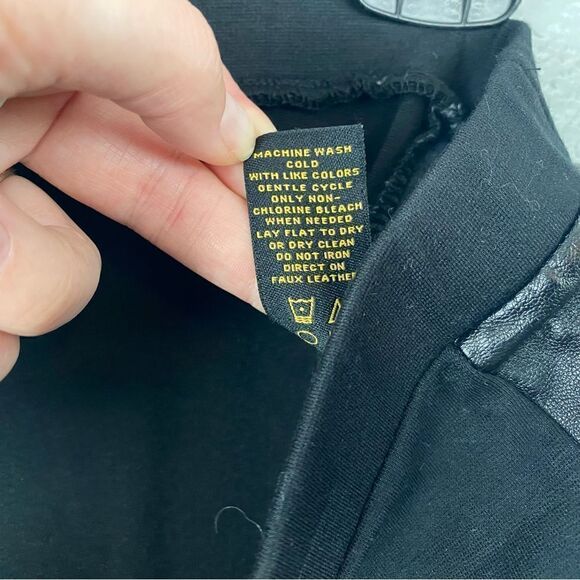 MACHINE WASH
COLD
WITH LIKE COLORS
GENTLE CYCLE
ONLY NON-
CHLORINE BLEACH
WHEN NEEDED
LAY FLAT TO DRY
OR DRY CLEAN
DO NOT IRON
DIRECT ON
FAUX LEATHER